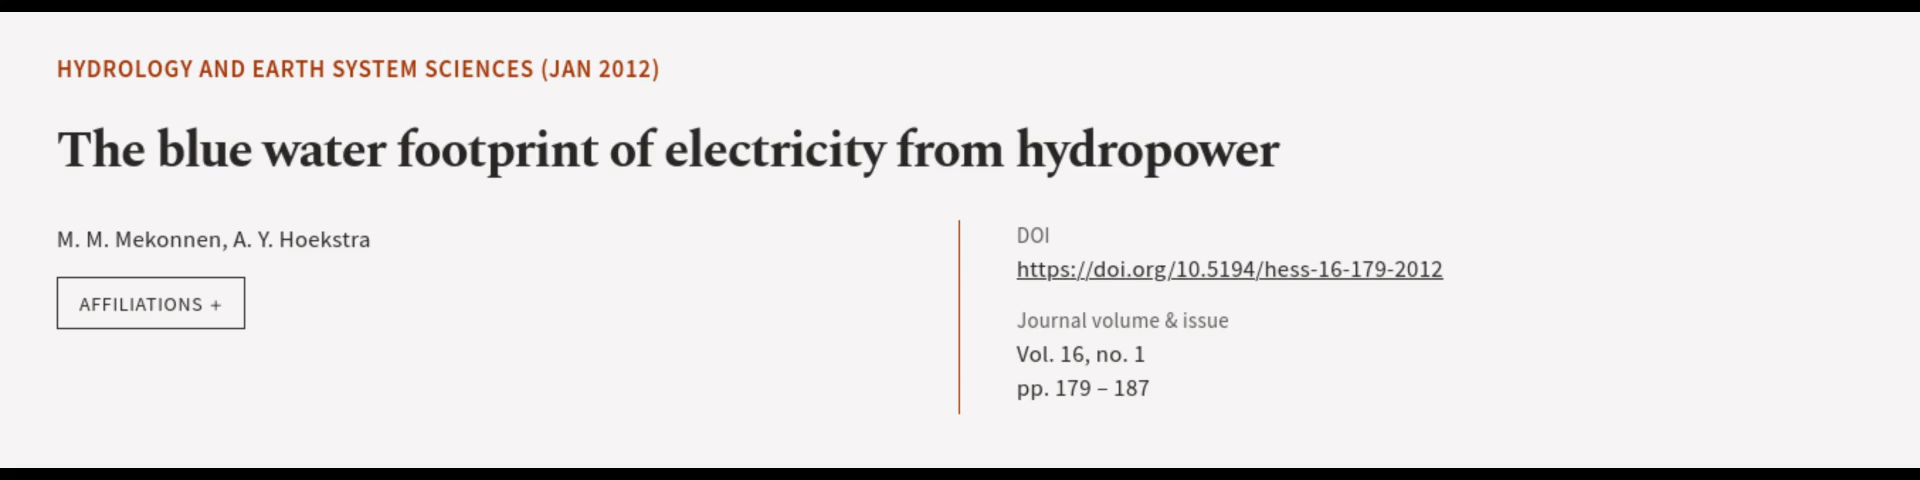 HYDROLOGY AND EARTH SYSTEM SCIENCES (JAN 2012)
The blue water footprint of electricity from hydropower
M. M. Mekonnen, A. Y. Hoekstra
AFFILIATIONS +
DOI
https://doi.org/10.5194/hess-16-179-2012
Journal volume & issue
Vol. 16, no. 1
pp. 179 – 187